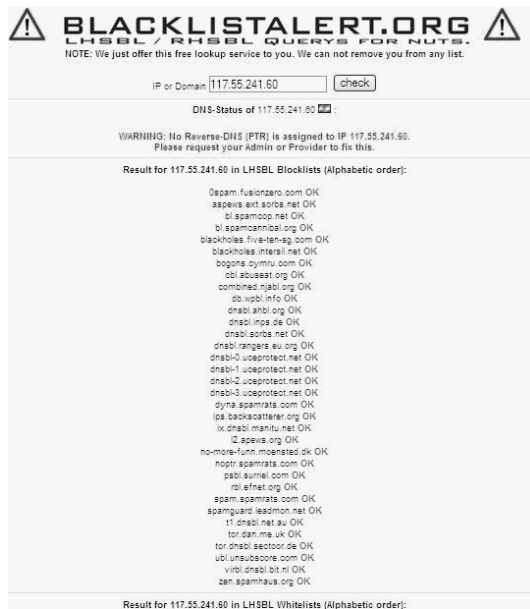 BLACKLISTALERT.ORG
LHSBL / RHSBL QUERYS FOR NUTS.
NOTE: We just offer this free lookup service to you. We can not remove you from any list.
IP or Domain 117.55.241.60 check
DNS-Status of 117.55.241.60 :
WARNING: No Reverse-DNS (PTR) is assigned to IP 117.55.241.60.
Please request your Admin or Provider to fix this.
Result for 117.55.241.60 in LHSBL Blocklists (Alphabetic order):
0spam.fusionzero.com OK
aspews.ext.sorbs.net OK
bl.spamcop.net OK
bl.spamcannibal.org OK
blackholes.five-ten-sg.com OK
blackholes.intersil.net OK
bogons.cymru.com OK
cbl.abuseat.org OK
combined.njabl.org OK
db.wpbl.info OK
dnsbl.ahbl.org OK
dnsbl.inps.de OK
dnsbl.sorbs.net OK
dnsbl.rangers.eu.org OK
dnsbl-0.uceprotect.net OK
dnsbl-1.uceprotect.net OK
dnsbl-2.uceprotect.net OK
dnsbl-3.uceprotect.net OK
dyna.spamrats.com OK
ips.backscatterer.org OK
ix.dnsbl.manitu.net OK
l2.apews.org OK
no-more-funn.moensted.dk OK
noptr.spamrats.com OK
psbl.surriel.com OK
rbl.efnet.org OK
spam.spamrats.com OK
spamguard.leadmon.net OK
t1.dnsbl.net.au OK
tor.dan.me.uk OK
tor.dnsbl.sectoor.de OK
ubl.unsubscore.com OK
virbl.dnsbl.bit.nl OK
zen.spamhaus.org OK
Result for 117.55.241.60 in LHSBL Whitelists (Alphabetic order):